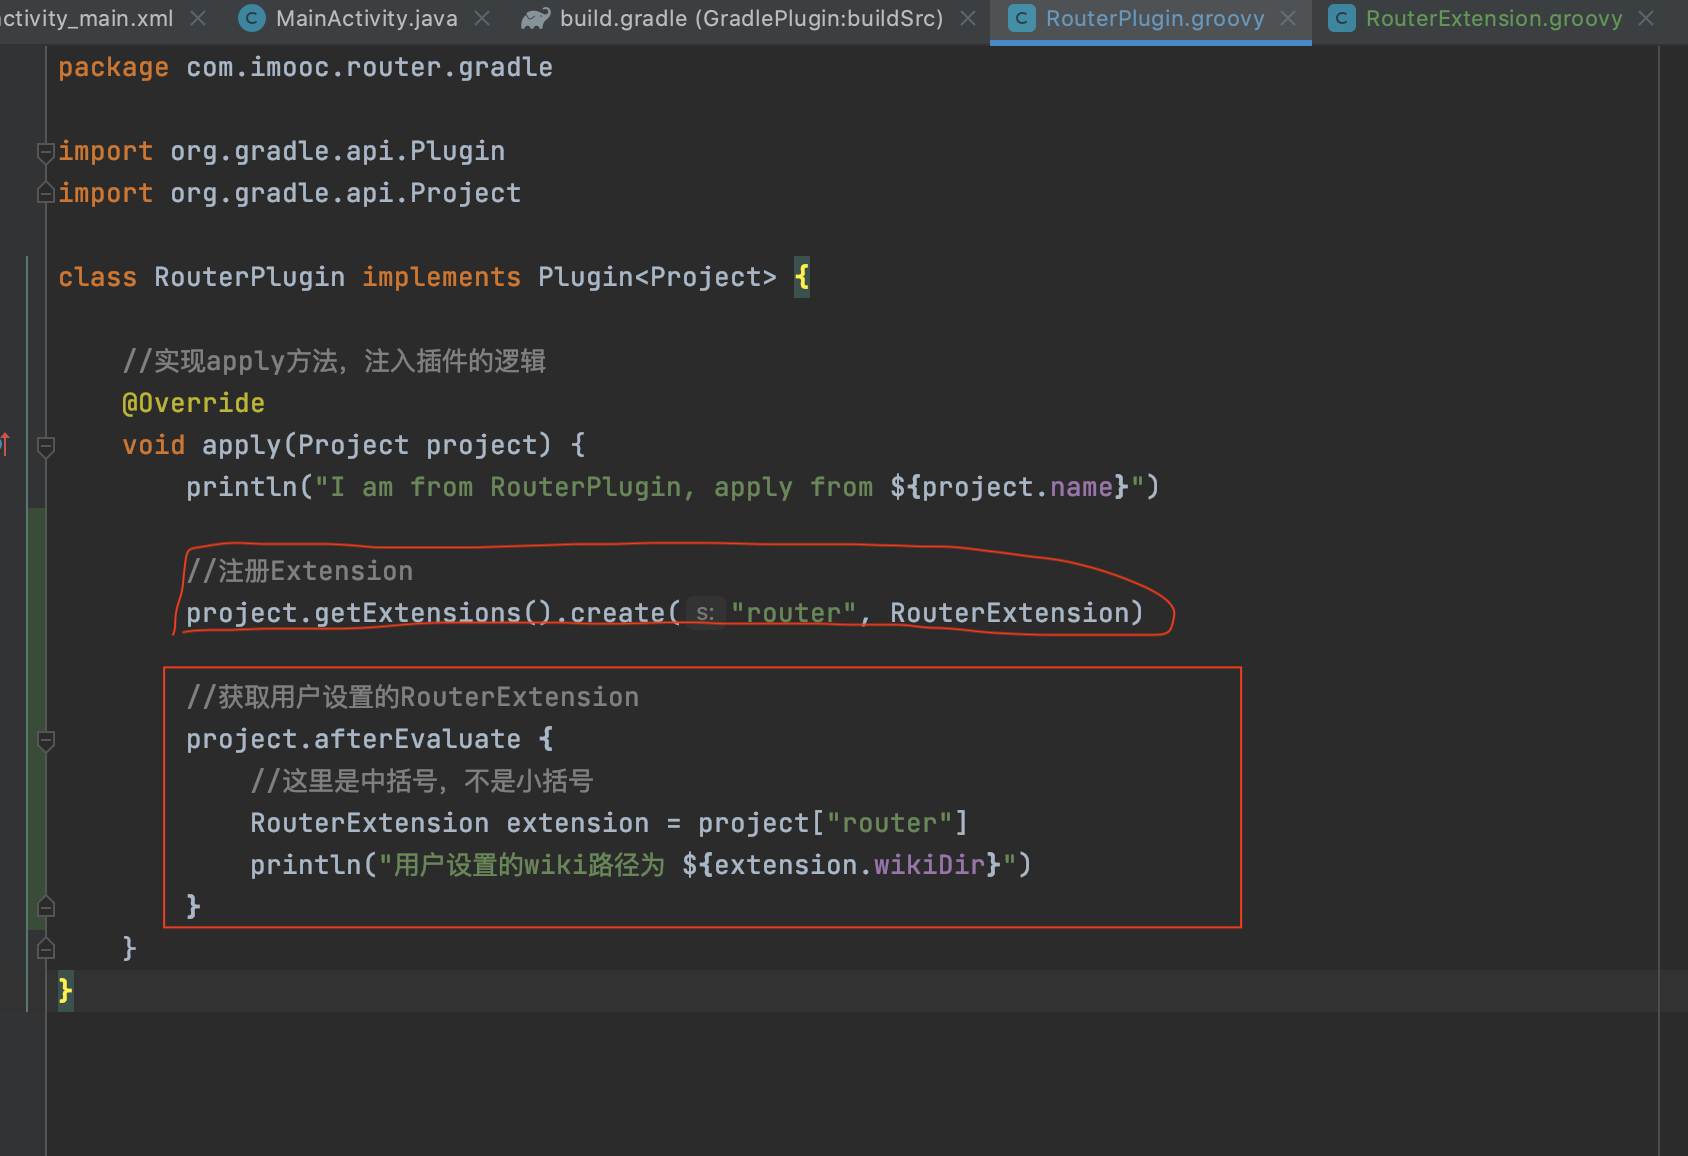 activity_main.xml MainActivity.java build.gradle (GradlePlugin:buildSrc) RouterPlugin.groovy RouterExtension.groovy
package com.imooc.router.gradle
import org.gradle.api.Plugin
import org.gradle.api.Project
class RouterPlugin implements Plugin<Project> {
//实现apply方法，注入插件的逻辑
@Override
void apply(Project project) {
println("I am from RouterPlugin, apply from ${project.name}")
//注册Extension
project.getExtensions().create( s: "router", RouterExtension)
//获取用户设置的RouterExtension
project.afterEvaluate {
//这里是中括号，不是小括号
RouterExtension extension = project["router"]
println("用户设置的wiki路径为 ${extension.wikiDir}")
}
}
}